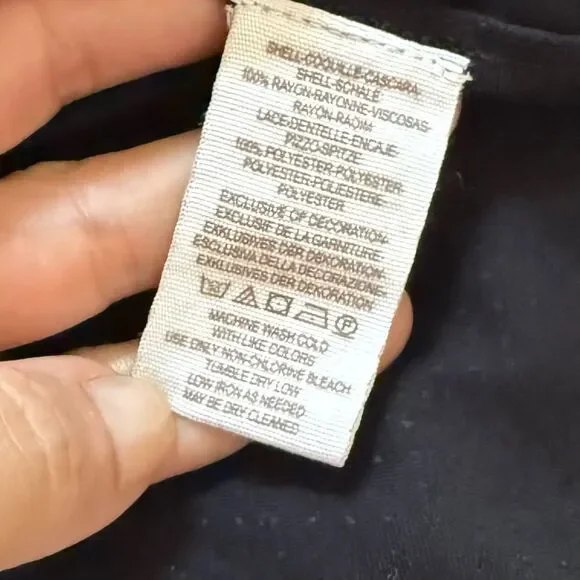 SHELL-COQUILLE-CASCARA
SHELL-SCHALE
100% RAYON-RAYONNE-VISCOSAS
RAYON-RAOM
LACE-DENTELLE-ENCAJE
PIZZO-SPITZE
100% POLYESTER-POLYESTER-
POLYESTER-POLIESTERE-
POLYESTER
EXCLUSIVE OF DECORATION
EXCLUSIF DE LA GARNITURE
EXKLUSIVES DER DEKORATION
ESCLUSIVA DELLA DECORAZIONE
EXKLUSIVES DER DEKORATION
MACHINE WASH COLD
WITH LIKE COLORS
USE ONLY NON-CHLORINE BLEACH
TUMBLE DRY LOW
LOW IRON AS NEEDED
MAY BE DRY CLEANED